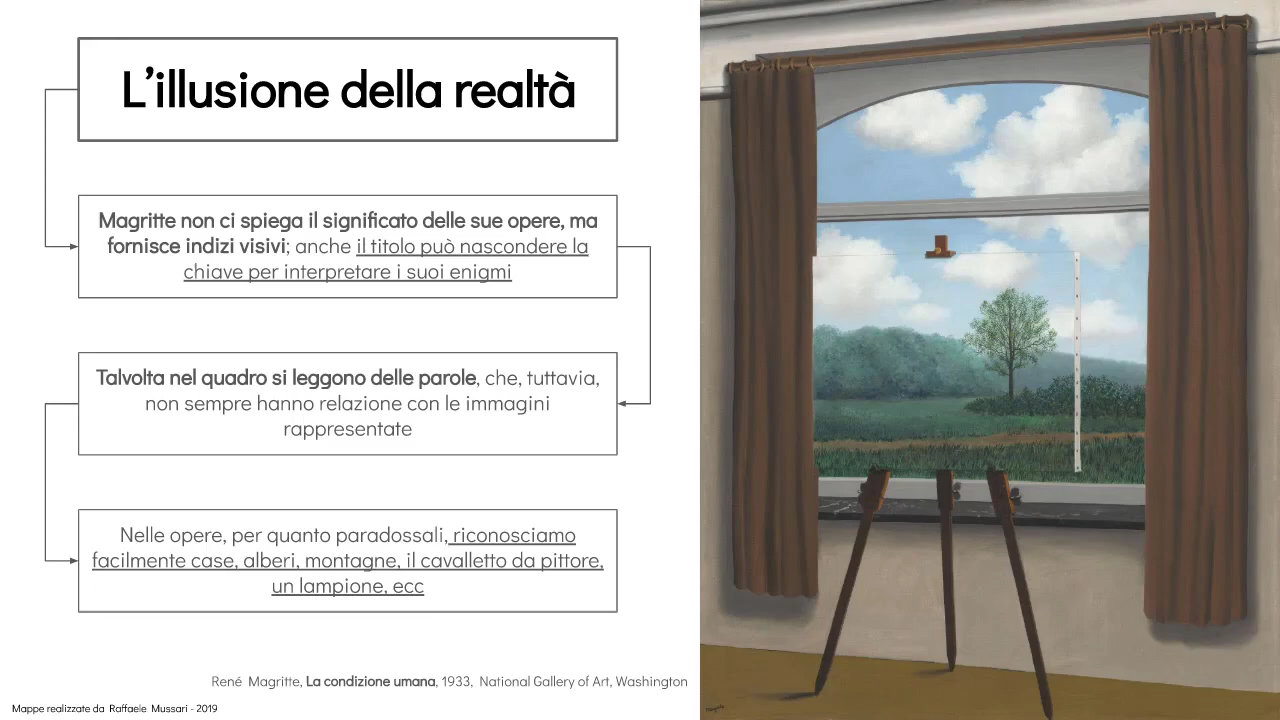 L’illusione della realtà
Magritte non ci spiega il significato delle sue opere, ma
fornisce indizi visivi; anche il titolo può nascondere la
chiave per interpretare i suoi enigmi
Talvolta nel quadro si leggono delle parole, che, tuttavia,
non sempre hanno relazione con le immagini
rappresentate
Nelle opere, per quanto paradossali, riconosciamo
facilmente case, alberi, montagne, il cavalletto da pittore,
un lampione, ecc
René Magritte, La condizione umana, 1933, National Gallery of Art, Washington
Mappe realizzate da Raffaele Mussari - 2019